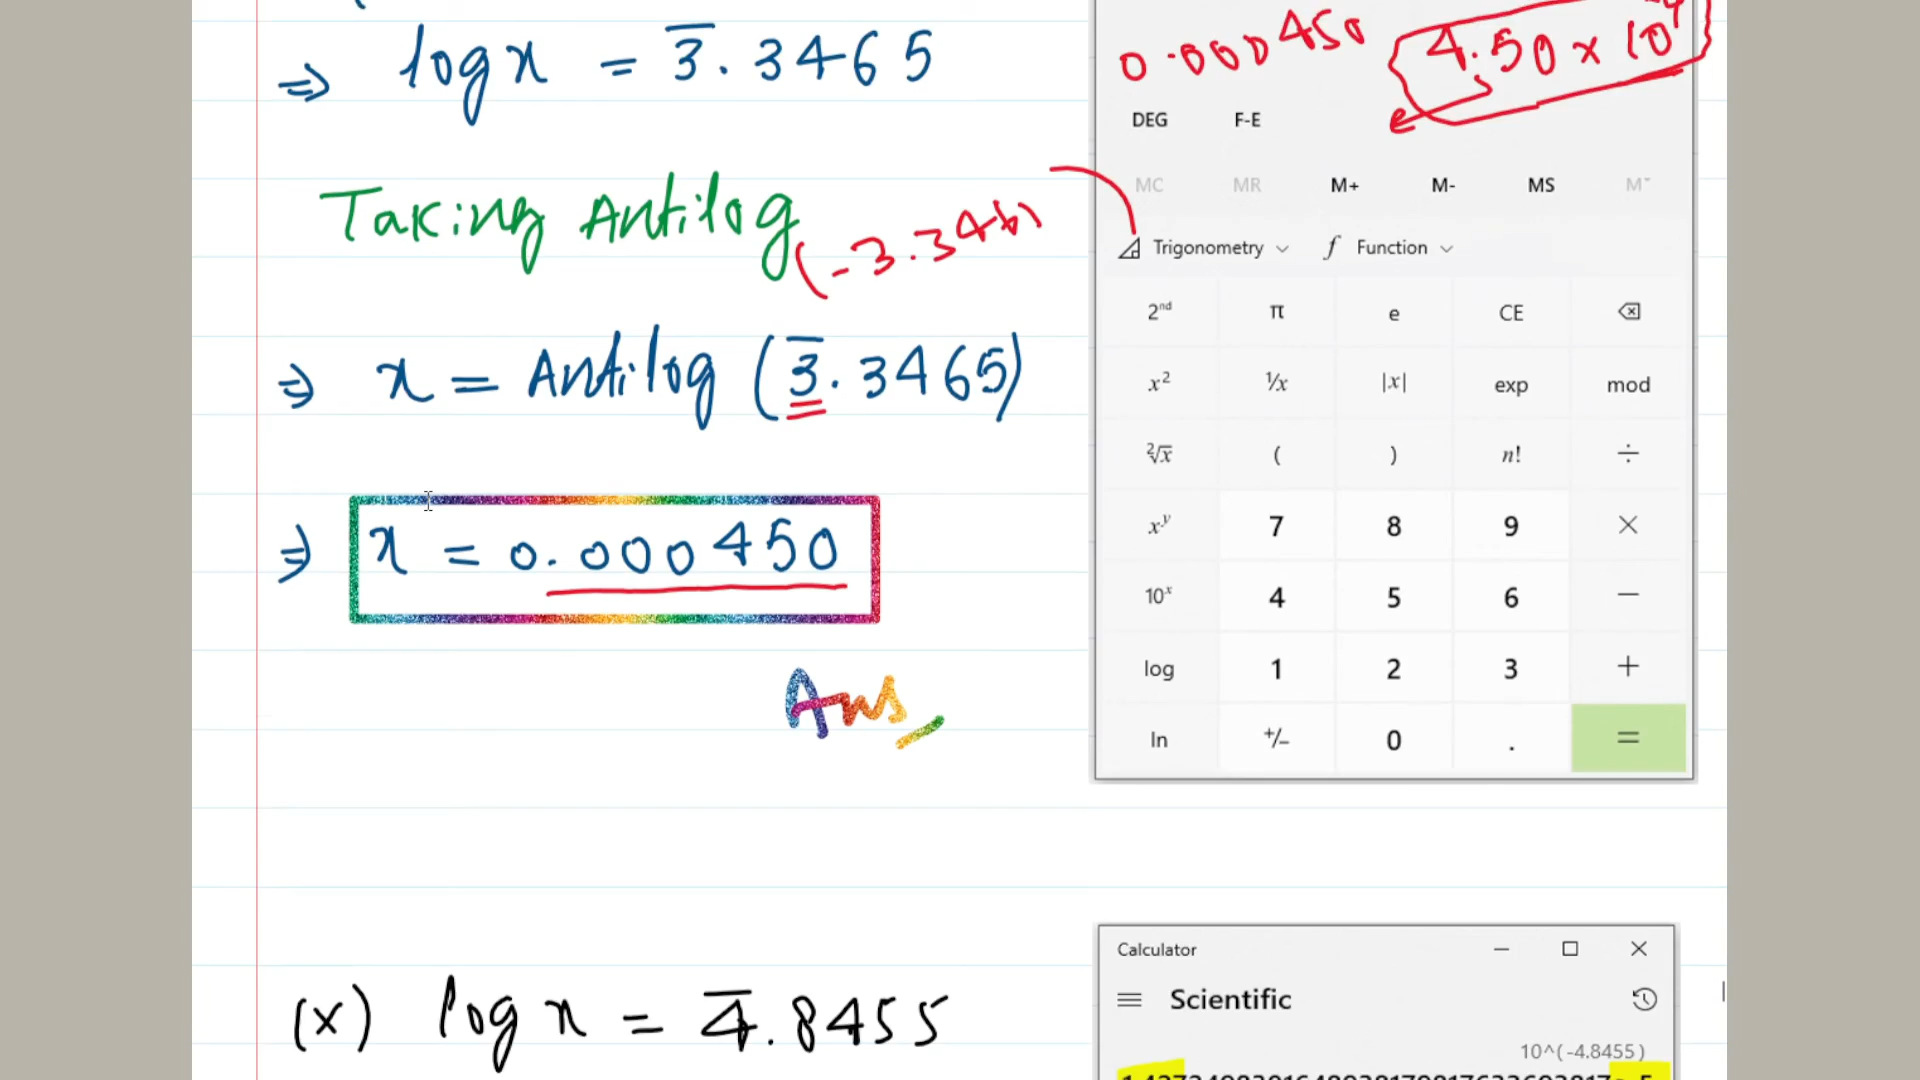 ⇒ log x = 3̅.3465
Taking Antilog
(-3.346)
⇒ x = Antilog (3̅.3465)
⇒ x = 0.000450
Ans
(x) log x = 4̅.8455
0.000450 4.50 x 10⁻⁴
DEG F-E
MC MR M+ M- MS M˅
Trigonometry f Function
2ⁿᵈ π e CE
x² ¹/x |x| exp mod
²√x ( ) n! ÷
xʸ 7 8 9 ×
10ˣ 4 5 6 −
log 1 2 3 +
ln +/− 0 . =
Calculator
Scientific
10^(-4.8455)